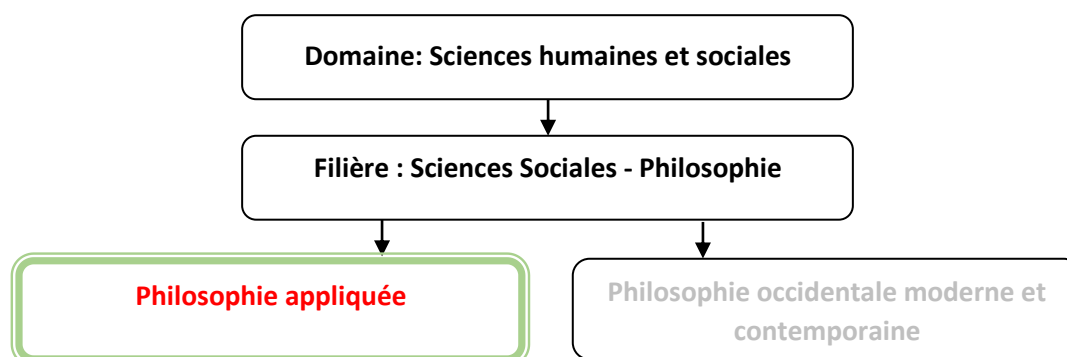 Domaine: Sciences humaines et sociales
Filière : Sciences Sociales - Philosophie
Philosophie appliquée
Philosophie occidentale moderne et
contemporaine